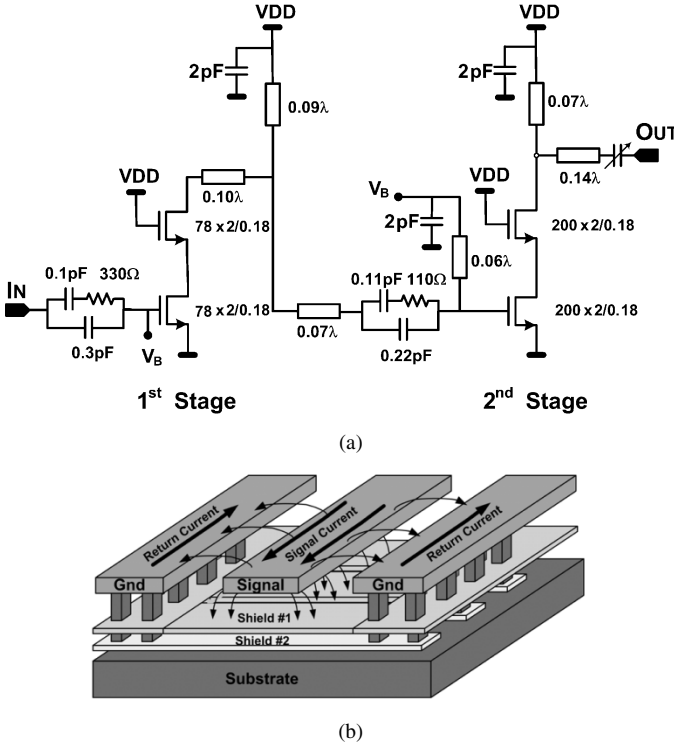 VDD
VDD
2pF
2pF
0.09λ
0.07λ
OUT
VDD
0.10λ
VDD
0.14λ
V_B
78 x 2/0.18
2pF
200 x 2/0.18
0.06λ
IN
0.1pF 330Ω
0.11pF 110Ω
78 x 2/0.18
200 x 2/0.18
0.3pF
V_B
0.07λ
0.22pF
1st Stage
2nd Stage
(a)
Return Current
Signal Current
Return Current
Gnd
Signal
Gnd
Shield #1
Shield #2
Substrate
(b)